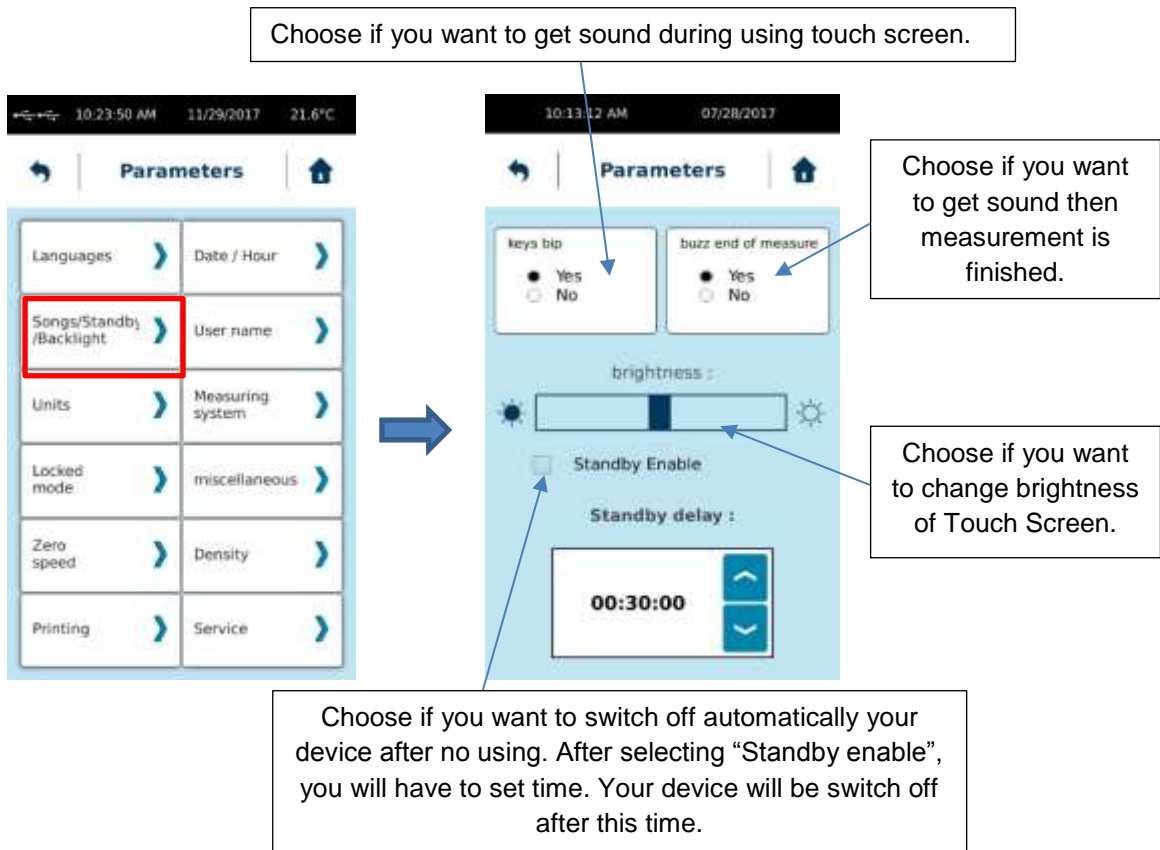 Choose if you want to get sound during using touch screen.
10:23:50 AM 11/29/2017 21.6°C
Parameters
Languages
Date / Hour
Songs/Standby
/Backlight
User name
Units
Measuring
system
Locked
mode
miscellaneous
Zero
speed
Density
Printing
Service
10:13:12 AM 07/28/2017
Parameters
keys bip
Yes
No
buzz end of measure
Yes
No
brightness :
Standby Enable
Standby delay :
00:30:00
Choose if you want
to get sound then
measurement is
finished.
Choose if you want
to change brightness
of Touch Screen.
Choose if you want to switch off automatically your
device after no using. After selecting “Standby enable”,
you will have to set time. Your device will be switch off
after this time.